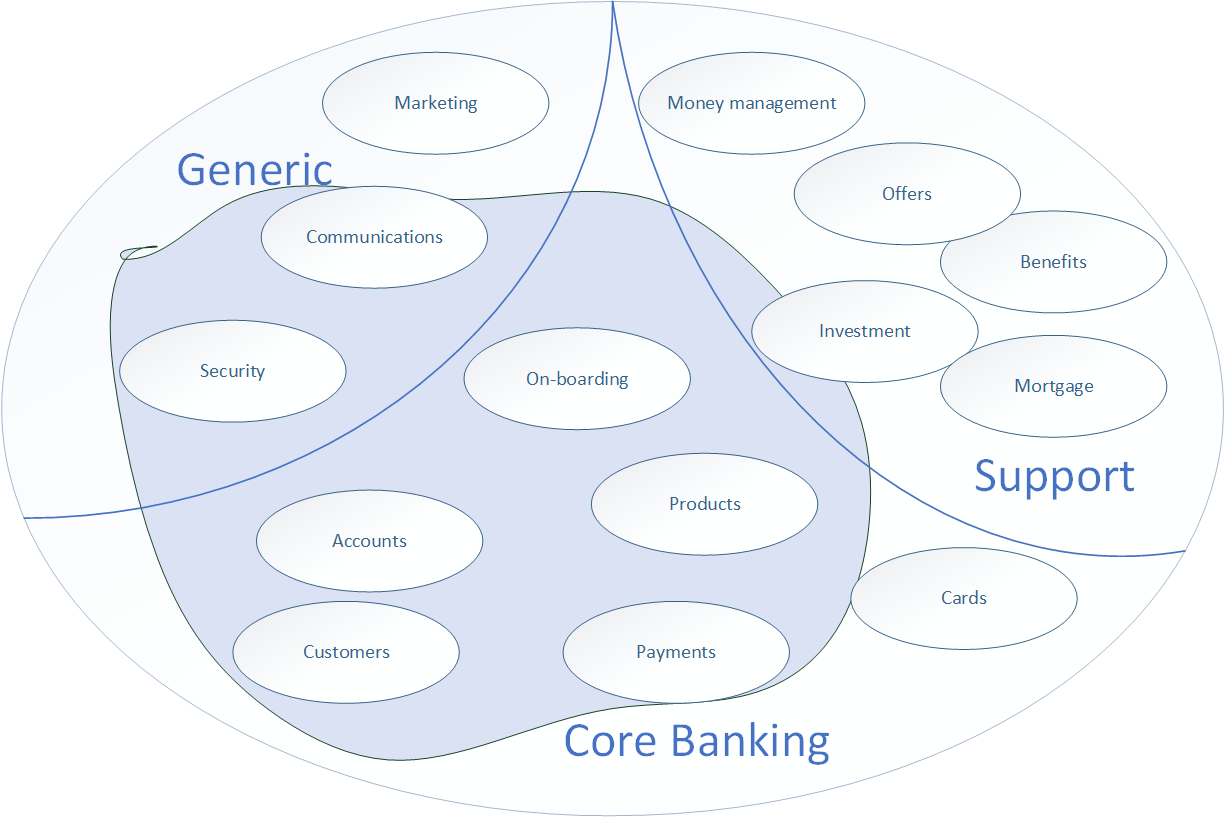 Marketing
Money management
Generic
Offers
Communications
Benefits
Investment
Security
On-boarding
Mortgage
Support
Products
Accounts
Cards
Customers
Payments
Core Banking